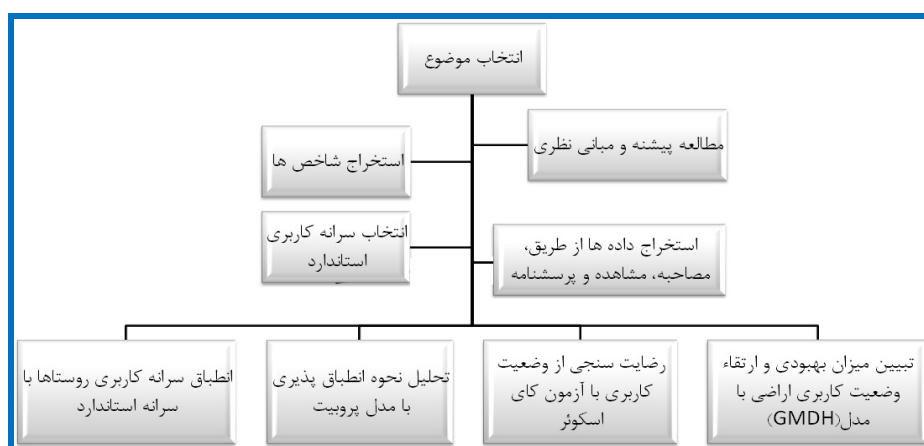 انتخاب موضوع
مطالعه پیشنه و مبانی نظری
استخراج شاخص ها
استخراج داده ها از طریق،
مصاحبه، مشاهده و پرسشنامه
انتخاب سرانه کاربری
استاندارد
تبیین میزان بهبودی و ارتقاء
وضعیت کاربری اراضی با
مدل(GMDH)
رضایت سنجی از وضعیت
کاربری با آزمون کای
اسکوئر
تحلیل نحوه انطباق پذیری
با مدل پروبیت
انطباق سرانه کاربری روستاها با
سرانه استاندارد